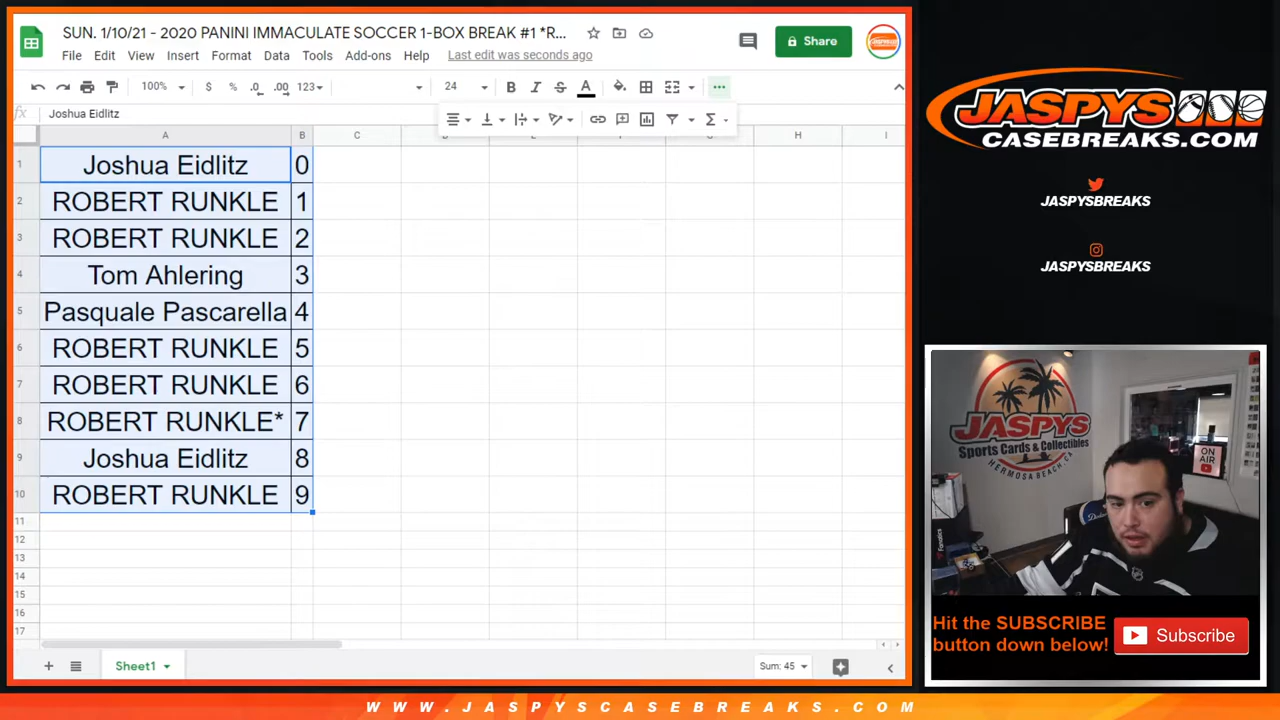 SUN. 1/10/21 - 2020 PANINI IMMACULATE SOCCER 1-BOX BREAK #1 *R...
File Edit View Insert Format Data Tools Add-ons Help Last edit was seconds ago
Share
100% $ % .0 .00 123 24 B I S A
fx Joshua Eidlitz
A B C D E F G H I
1 Joshua Eidlitz 0
2 ROBERT RUNKLE 1
3 ROBERT RUNKLE 2
4 Tom Ahlering 3
5 Pasquale Pascarella 4
6 ROBERT RUNKLE 5
7 ROBERT RUNKLE 6
8 ROBERT RUNKLE* 7
9 Joshua Eidlitz 8
10 ROBERT RUNKLE 9
11
12
13
14
15
16
17
Sheet1
Sum: 45
JASPYS
CASEBREAKS.COM
JASPYSBREAKS
JASPYSBREAKS
JASPYS
Sports Cards & Collectibles
HERMOSA BEACH, CA
ON
AIR
Hit the SUBSCRIBE
button down below!
Subscribe
WWW.JASPYSCASEBREAKS.COM